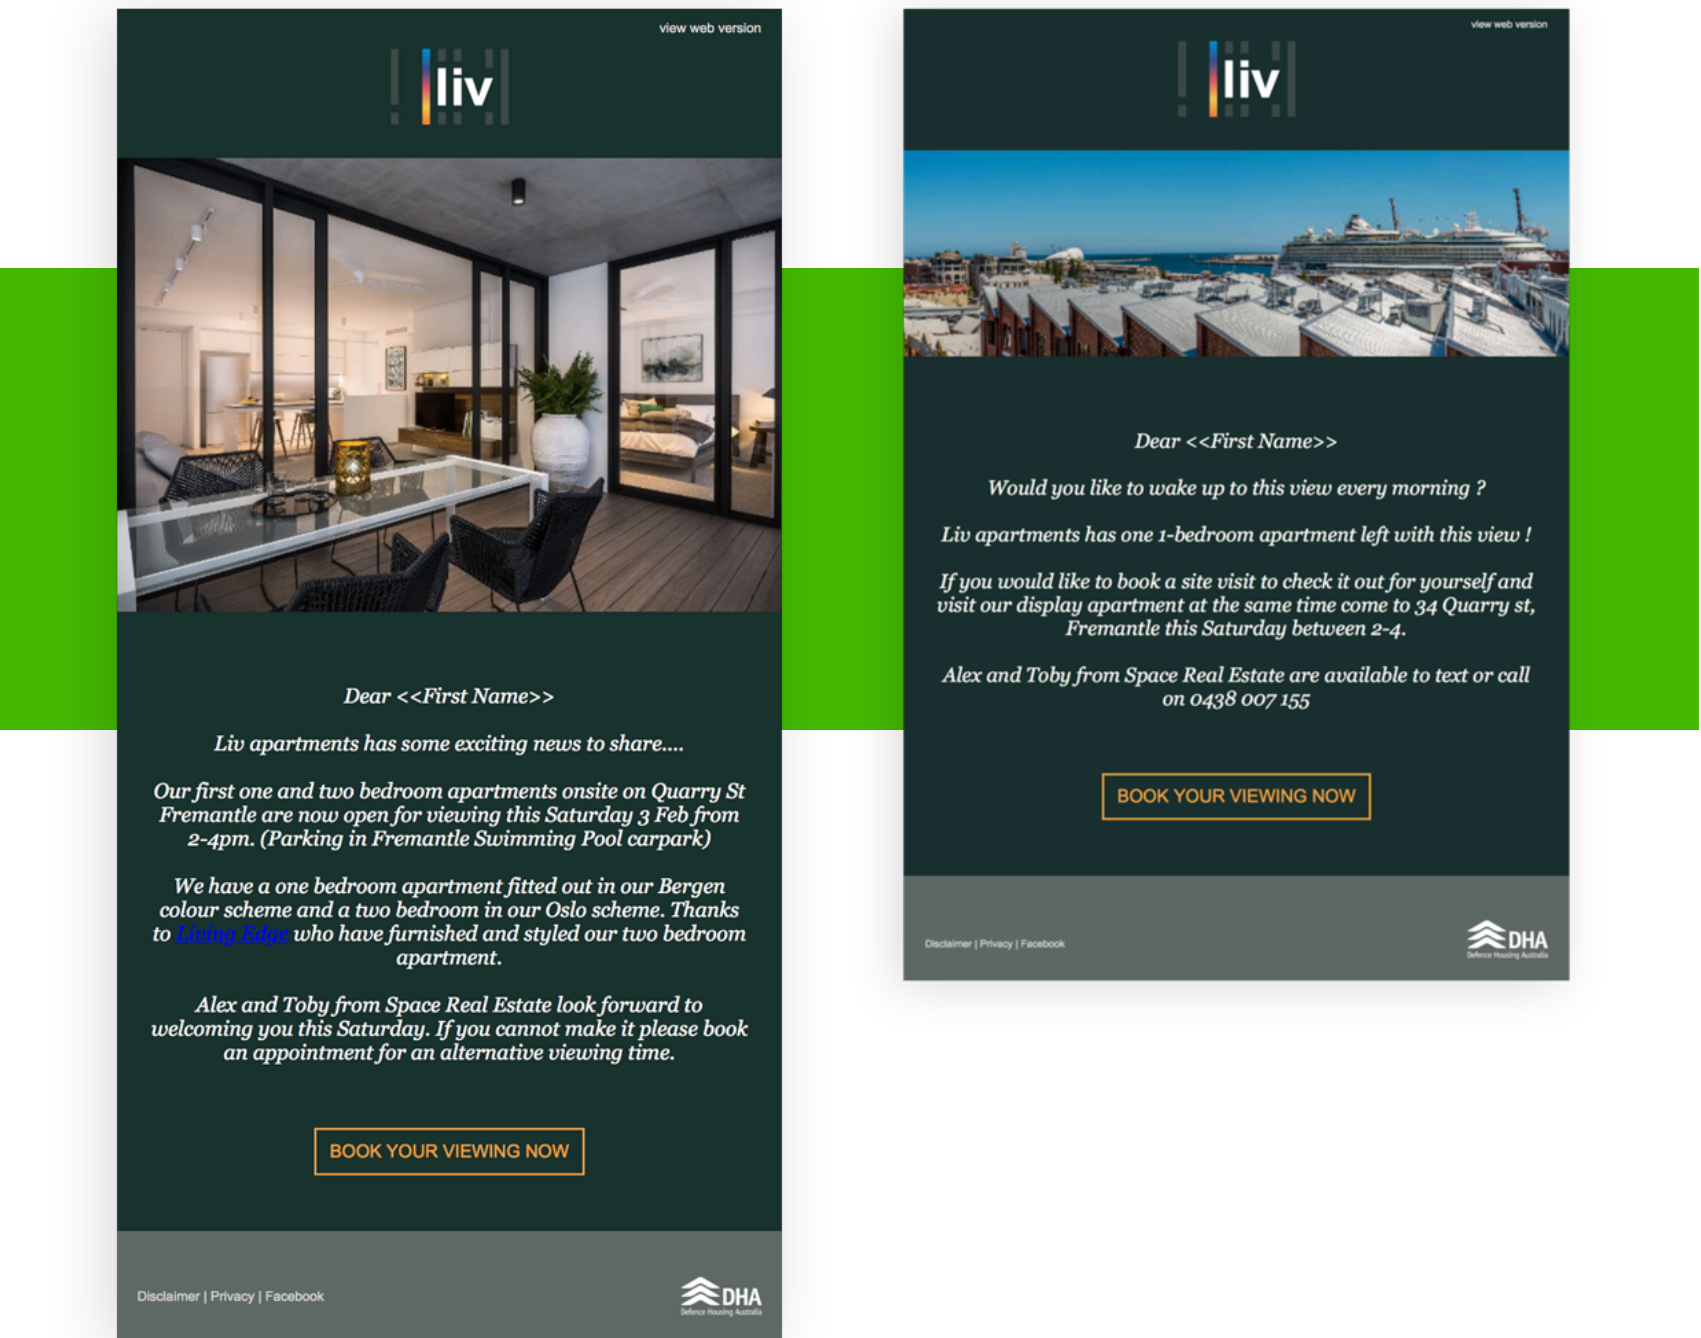 view web version
liv
Dear <<First Name>>
Liv apartments has some exciting news to share....
Our first one and two bedroom apartments onsite on Quarry St
Fremantle are now open for viewing this Saturday 3 Feb from
2-4pm. (Parking in Fremantle Swimming Pool carpark)
We have a one bedroom apartment fitted out in our Bergen
colour scheme and a two bedroom in our Oslo scheme. Thanks
to Living Edge who have furnished and styled our two bedroom
apartment.
Alex and Toby from Space Real Estate look forward to
welcoming you this Saturday. If you cannot make it please book
an appointment for an alternative viewing time.
BOOK YOUR VIEWING NOW
Disclaimer | Privacy | Facebook
DHA
Defence Housing Australia
view web version
liv
Dear <<First Name>>
Would you like to wake up to this view every morning ?
Liv apartments has one 1-bedroom apartment left with this view !
If you would like to book a site visit to check it out for yourself and
visit our display apartment at the same time come to 34 Quarry st,
Fremantle this Saturday between 2-4.
Alex and Toby from Space Real Estate are available to text or call
on 0438 007 155
BOOK YOUR VIEWING NOW
Disclaimer | Privacy | Facebook
DHA
Defence Housing Australia